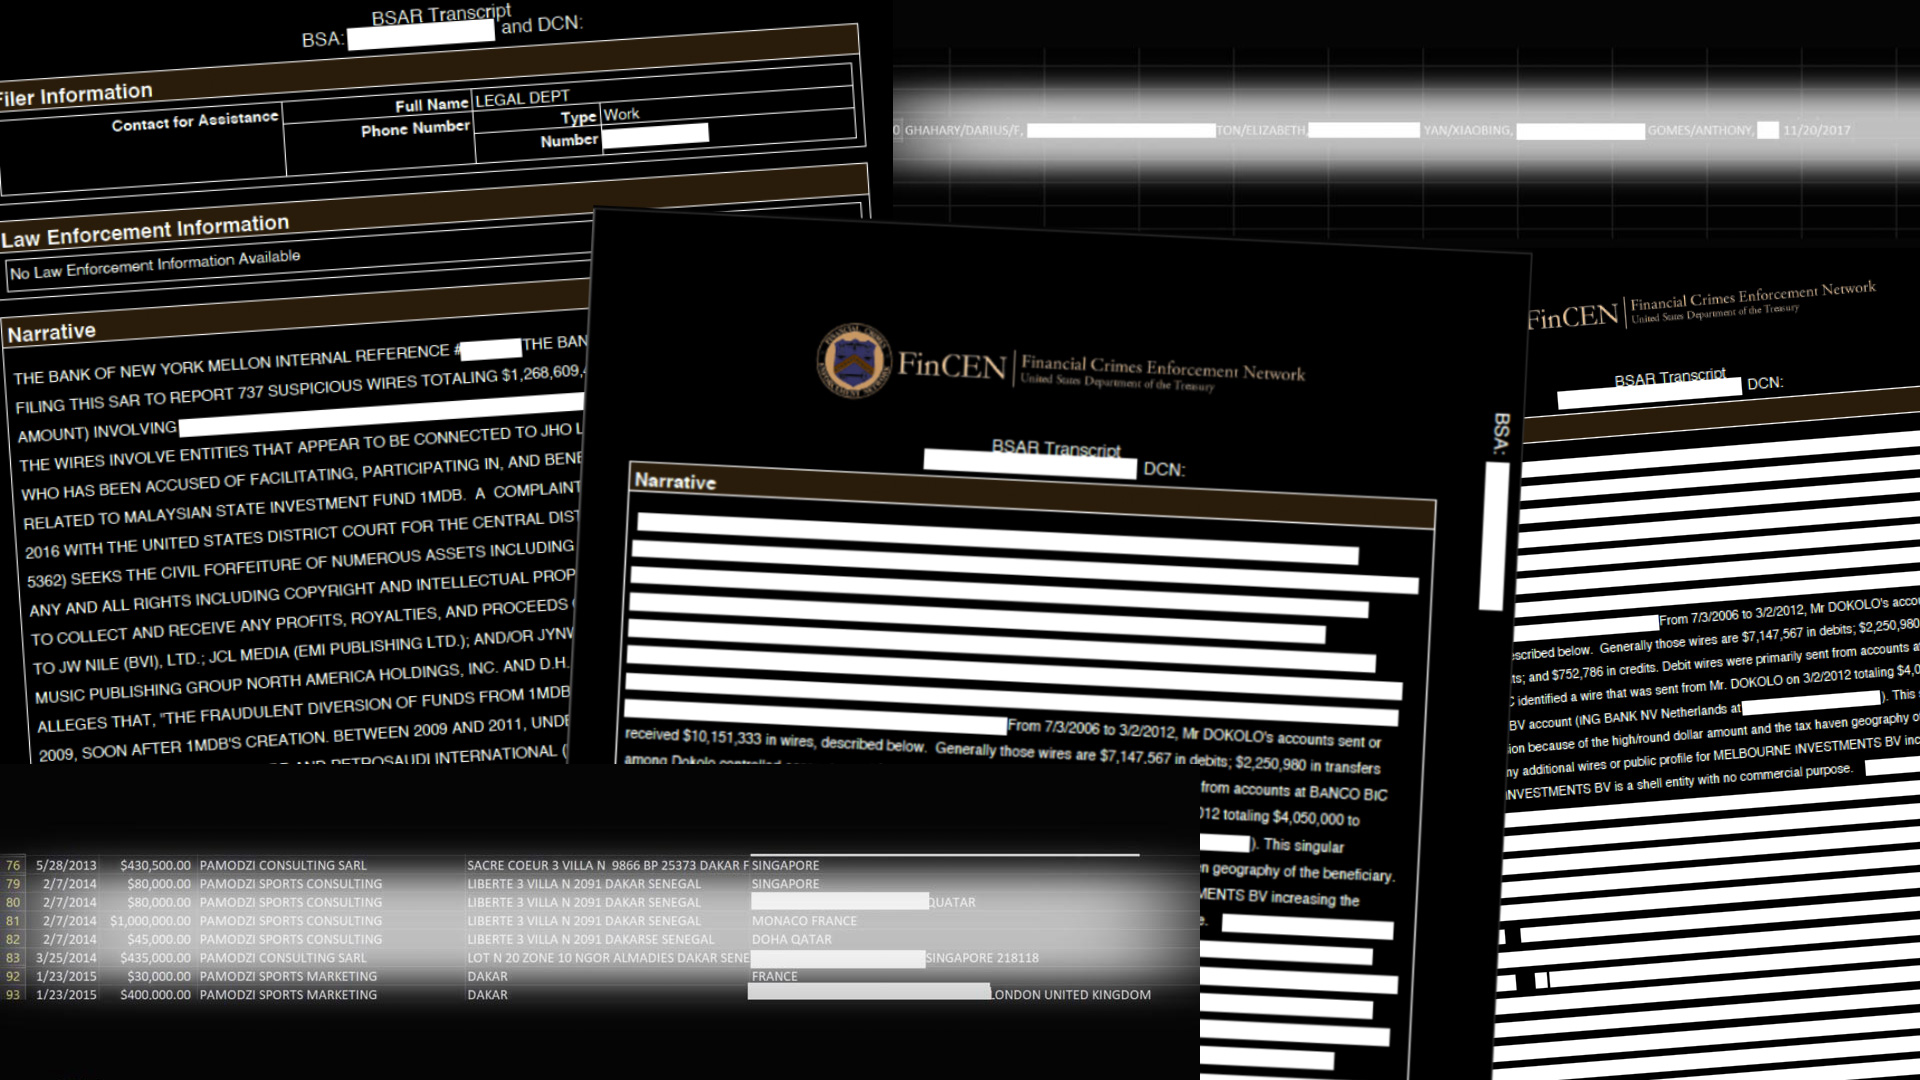 BSAR Transcript
BSA: and DCN:
Filer Information
Contact for Assistance
Full Name LEGAL DEPT
Phone Number
Type Work
Number
Law Enforcement Information
No Law Enforcement Information Available
Narrative
THE BANK OF NEW YORK MELLON INTERNAL REFERENCE # THE BAN
FILING THIS SAR TO REPORT 737 SUSPICIOUS WIRES TOTALING $1,268,609,
AMOUNT) INVOLVING
THE WIRES INVOLVE ENTITIES THAT APPEAR TO BE CONNECTED TO JHO L
WHO HAS BEEN ACCUSED OF FACILITATING, PARTICIPATING IN, AND BENE
RELATED TO MALAYSIAN STATE INVESTMENT FUND 1MDB. A COMPLAINT
2016 WITH THE UNITED STATES DISTRICT COURT FOR THE CENTRAL DIST
5362) SEEKS THE CIVIL FORFEITURE OF NUMEROUS ASSETS INCLUDING
ANY AND ALL RIGHTS INCLUDING COPYRIGHT AND INTELLECTUAL PROP
TO COLLECT AND RECEIVE ANY PROFITS, ROYALTIES, AND PROCEEDS
TO JW NILE (BVI), LTD.; JCL MEDIA (EMI PUBLISHING LTD.); AND/OR JYNW
MUSIC PUBLISHING GROUP NORTH AMERICA HOLDINGS, INC. AND D.H.
ALLEGES THAT, "THE FRAUDULENT DIVERSION OF FUNDS FROM 1MDB
2009, SOON AFTER 1MDB'S CREATION. BETWEEN 2009 AND 2011, UNDE
AND PETROSAUDI INTERNATIONAL (
GHAHARY/DARIUS/F, TON/ELIZABETH, YAN/XIAOBING, GOMES/ANTHONY, 11/20/2017
FinCEN Financial Crimes Enforcement Network
United States Department of the Treasury
BSAR Transcript
DCN:
BSA:
Narrative
From 7/3/2006 to 3/2/2012, Mr DOKOLO's accounts sent or
received $10,151,333 in wires, described below. Generally those wires are $7,147,567 in debits; $2,250,980 in transfers
among Dokolo controlled
from accounts at BANCO BIC
012 totaling $4,050,000 to
). This singular
n geography of the beneficiary.
MENTS BV increasing the
FinCEN Financial Crimes Enforcement Network
United States Department of the Treasury
BSAR Transcript
DCN:
From 7/3/2006 to 3/2/2012, Mr DOKOLO's accou
escribed below. Generally those wires are $7,147,567 in debits; $2,250,980
ts; and $752,786 in credits. Debit wires were primarily sent from accounts a
C identified a wire that was sent from Mr. DOKOLO on 3/2/2012 totaling $4,0
BV account (ING BANK NV Netherlands at ). This s
ion because of the high/round dollar amount and the tax haven geography o
ny additional wires or public profile for MELBOURNE INVESTMENTS BV inc
INVESTMENTS BV is a shell entity with no commercial purpose.
76 5/28/2013 $430,500.00 PAMODZI CONSULTING SARL SACRE COEUR 3 VILLA N 9866 BP 25373 DAKAR F SINGAPORE
79 2/7/2014 $80,000.00 PAMODZI SPORTS CONSULTING LIBERTE 3 VILLA N 2091 DAKAR SENEGAL SINGAPORE
80 2/7/2014 $80,000.00 PAMODZI SPORTS CONSULTING LIBERTE 3 VILLA N 2091 DAKAR SENEGAL QUATAR
81 2/7/2014 $1,000,000.00 PAMODZI SPORTS CONSULTING LIBERTE 3 VILLA N 2091 DAKAR SENEGAL MONACO FRANCE
82 2/7/2014 $45,000.00 PAMODZI SPORTS CONSULTING LIBERTE 3 VILLA N 2091 DAKARSE SENEGAL DOHA QATAR
83 3/25/2014 $435,000.00 PAMODZI CONSULTING SARL LOT N 20 ZONE 10 NGOR ALMADIES DAKAR SENE SINGAPORE 218118
92 1/23/2015 $30,000.00 PAMODZI SPORTS MARKETING DAKAR FRANCE
93 1/23/2015 $400,000.00 PAMODZI SPORTS MARKETING DAKAR LONDON UNITED KINGDOM